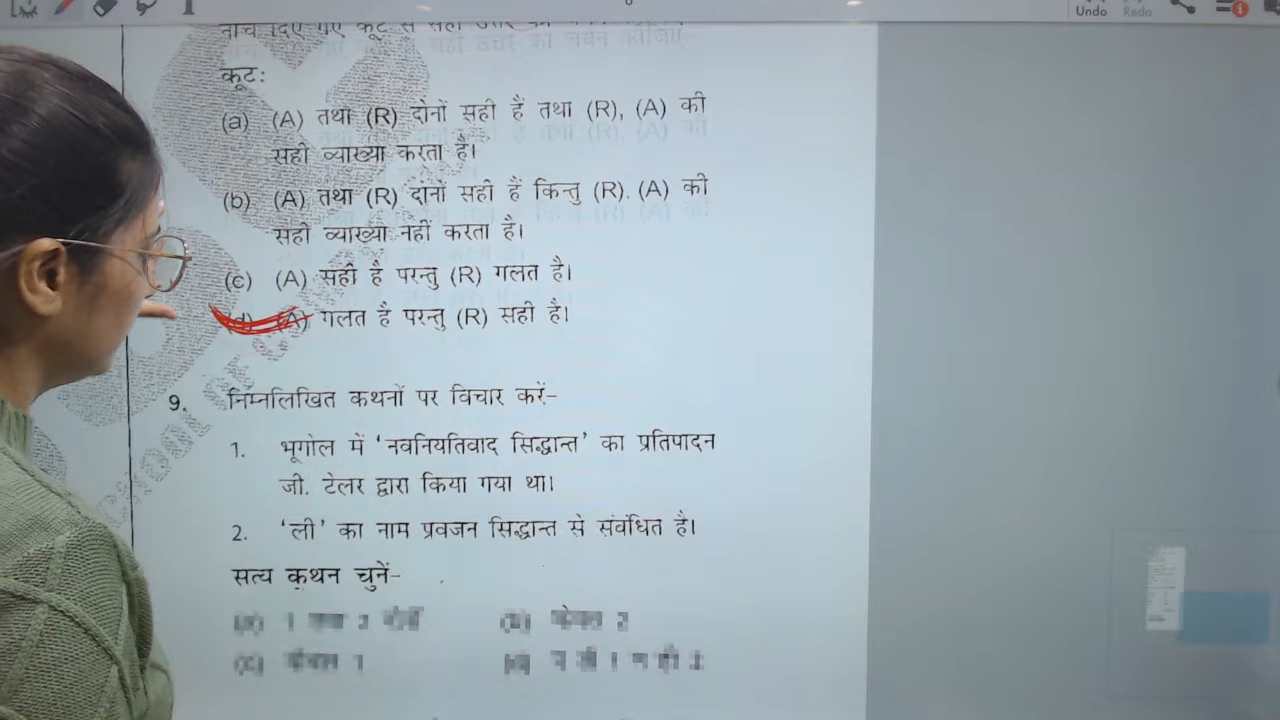 Undo Redo
कूट:
(a) (A) तथा (R) दोनों सही हैं तथा (R), (A) की
सही व्याख्या करता है।
(b) (A) तथा (R) दोनों सही हैं किन्तु (R). (A) की
सही व्याख्या नहीं करता है।
(c) (A) सही है परन्तु (R) गलत है।
(A) गलत है परन्तु (R) सही है।
9. निम्नलिखित कथनों पर विचार करें-
1. भूगोल में 'नवनियतिवाद सिद्धान्त' का प्रतिपादन
जी. टेलर द्वारा किया गया था।
2. 'ली' का नाम प्रवजन सिद्धान्त से संबंधित है।
सत्य कथन चुनें-